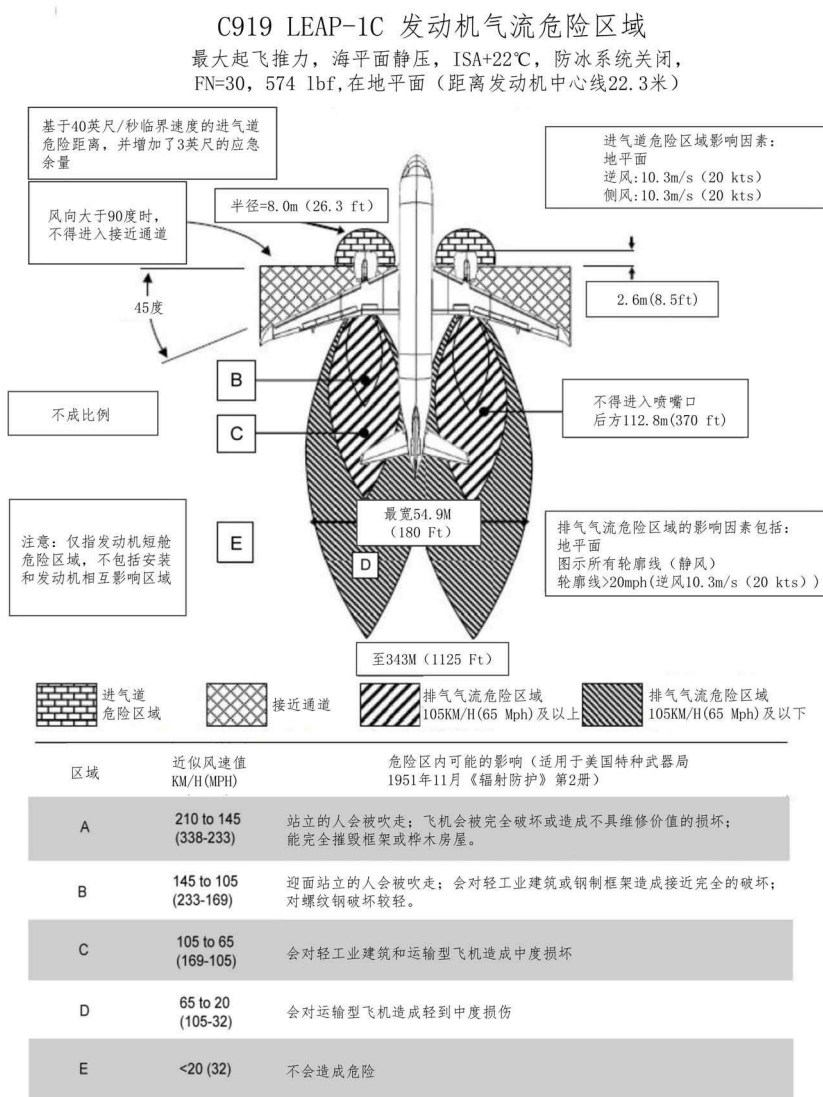 C919 LEAP-1C 发动机气流危险区域
最大起飞推力，海平面静压，ISA+22℃，防冰系统关闭，
FN=30，574 lbf,在地平面（距离发动机中心线22.3米）
基于40英尺/秒临界速度的进气道
危险距离，并增加了3英尺的应急
余量
进气道危险区域影响因素：
地平面
逆风:10.3m/s（20 kts）
侧风:10.3m/s（20 kts）
风向大于90度时，
不得进入接近通道
半径=8.0m（26.3 ft）
45度
2.6m(8.5ft)
B
不成比例
C
不得进入喷嘴口
后方112.8m(370 ft)
注意：仅指发动机短舱
危险区域，不包括安装
和发动机相互影响区域
E
最宽54.9M
（180 Ft）
D
排气气流危险区域的影响因素包括：
地平面
图示所有轮廓线（静风）
轮廓线>20mph(逆风10.3m/s（20 kts）)
至343M（1125 Ft）
进气道
危险区域
接近通道
排气气流危险区域
105KM/H(65 Mph)及以上
排气气流危险区域
105KM/H(65 Mph)及以下
区域
近似风速值
KM/H(MPH)
危险区内可能的影响（适用于美国特种武器局
1951年11月《辐射防护》第2册）
A
210 to 145
(338-233)
站立的人会被吹走；飞机会被完全破坏或造成不具维修价值的损坏；
能完全摧毁框架或桦木房屋。
B
145 to 105
(233-169)
迎面站立的人会被吹走；会对轻工业建筑或钢制框架造成接近完全的破坏；
对螺纹钢破坏较轻。
C
105 to 65
(169-105)
会对轻工业建筑和运输型飞机造成中度损坏
D
65 to 20
(105-32)
会对运输型飞机造成轻到中度损伤
E
<20 (32)
不会造成危险